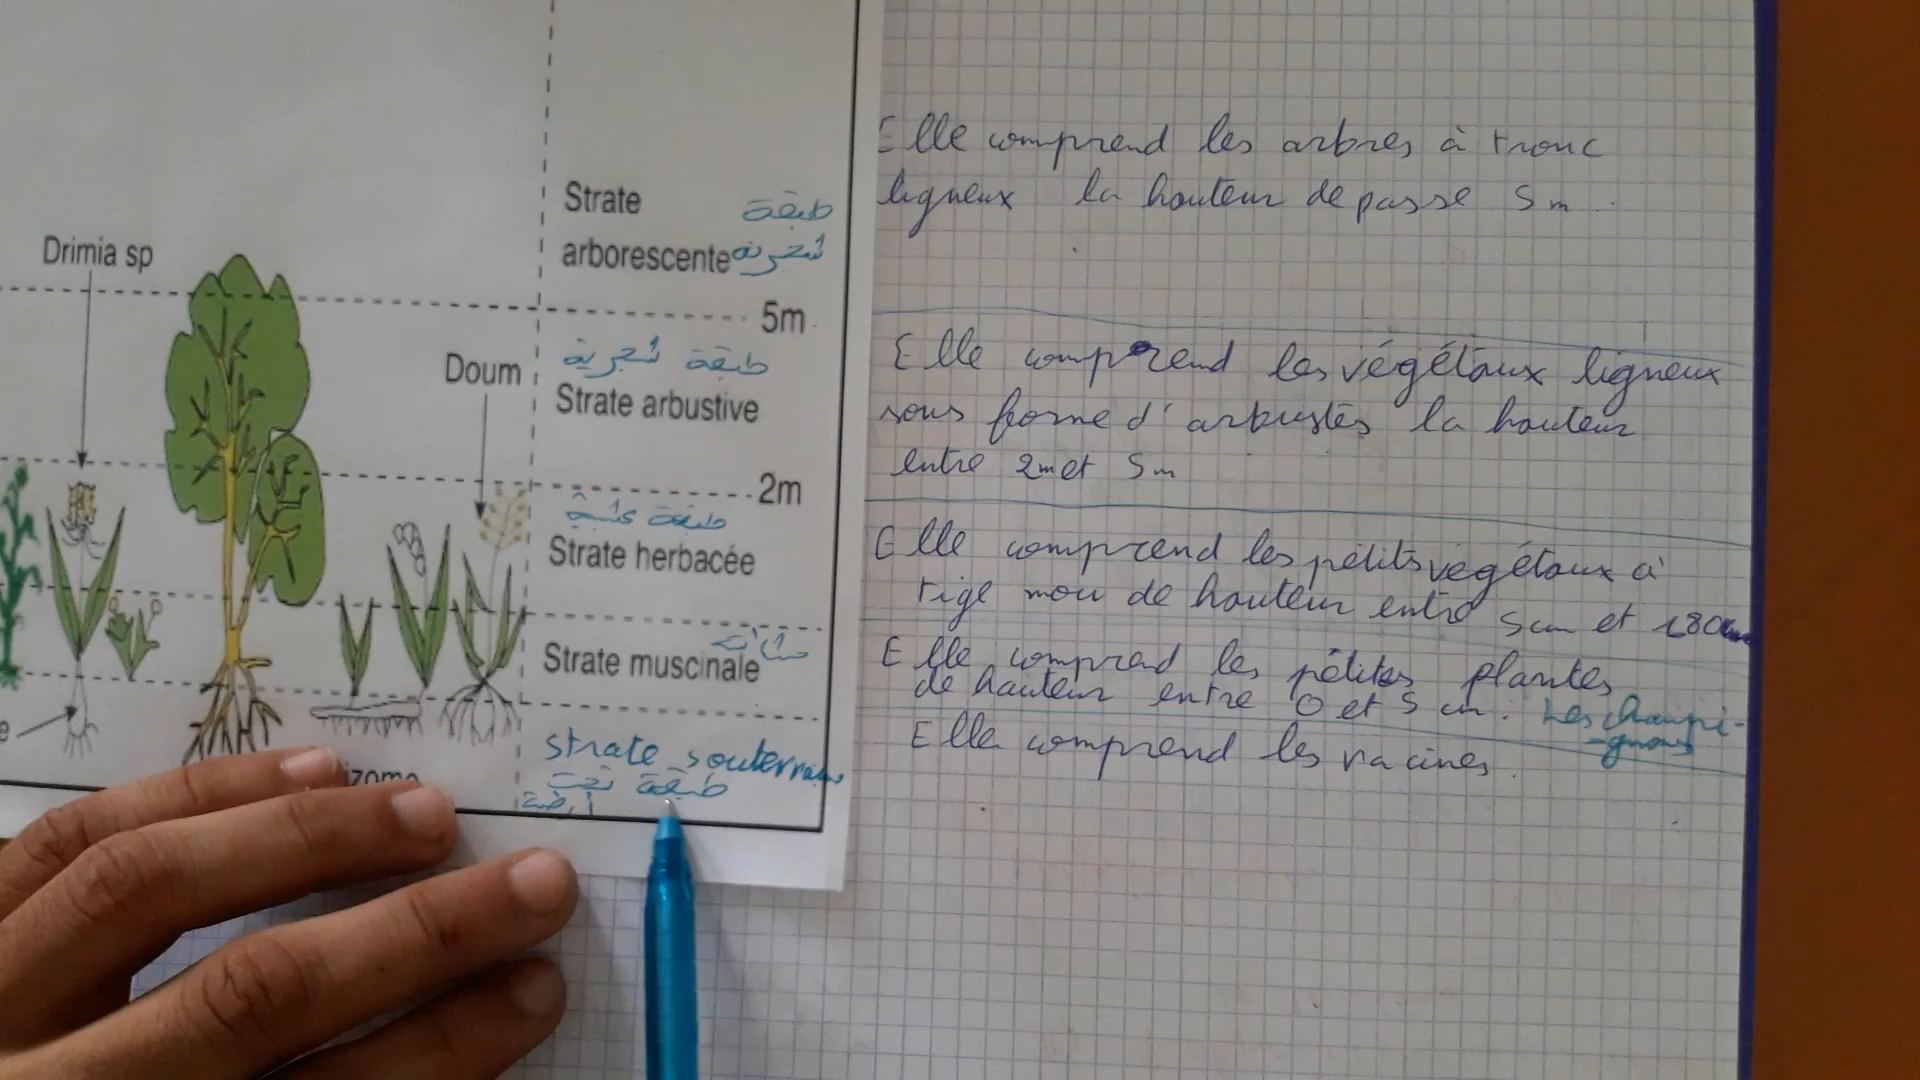 Drimia sp
Doum
Strate طبقة
arborescente شجرية
5m
طبقة شجرية
Strate arbustive
2m
طبقة عشبية
Strate herbacée
Strate muscinale
strate souterraine
طبقة تحت
أرضية
Elle comprend les arbres à tronc
ligneux la hauteur depasse 5m.
Elle comprend les végétaux ligneux
sous forme d'arbustes la hauteur
entre 2m et 5m
Elle comprend les pétits végétaux à
tige mou de hauteur entre 5cm et 180cm
Elle comprend les pétites plantes
de hauteur entre 0 et 5 cm. Les champi-
-gnons
Elle comprend les racines.